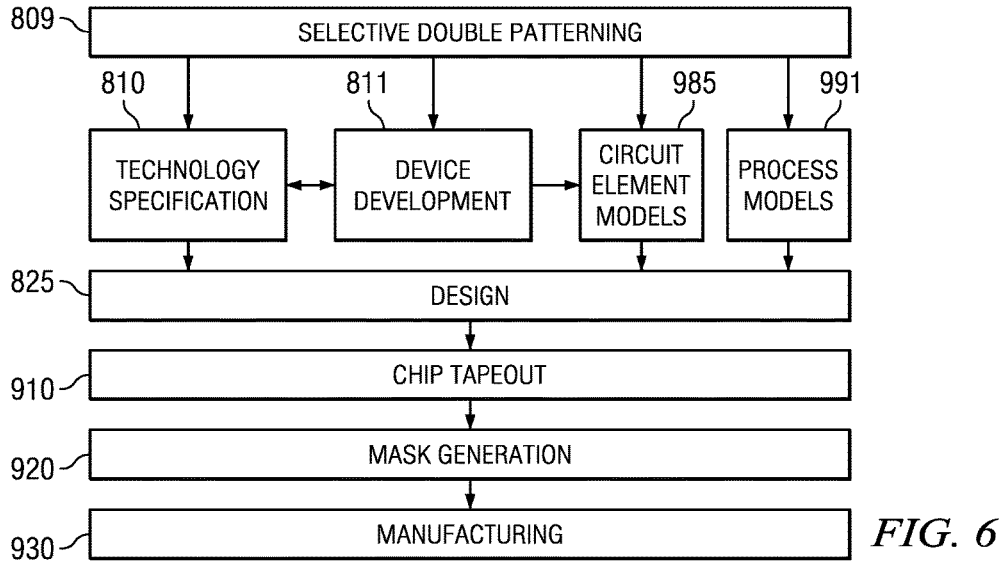 809
SELECTIVE DOUBLE PATTERNING
810
811
985
991
TECHNOLOGY
SPECIFICATION
DEVICE
DEVELOPMENT
CIRCUIT
ELEMENT
MODELS
PROCESS
MODELS
825
DESIGN
910
CHIP TAPEOUT
920
MASK GENERATION
930
MANUFACTURING
FIG. 6